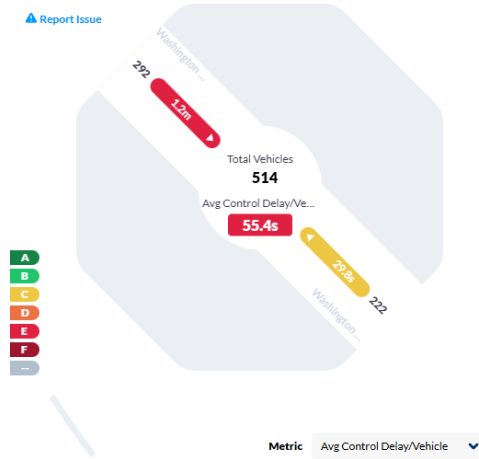 Report Issue
Washington ...
292
1.2m
Total Vehicles
514
Avg Control Delay/Ve...
55.4s
29.8s
Washington ...
222
A
B
C
D
E
F
--
Metric Avg Control Delay/Vehicle